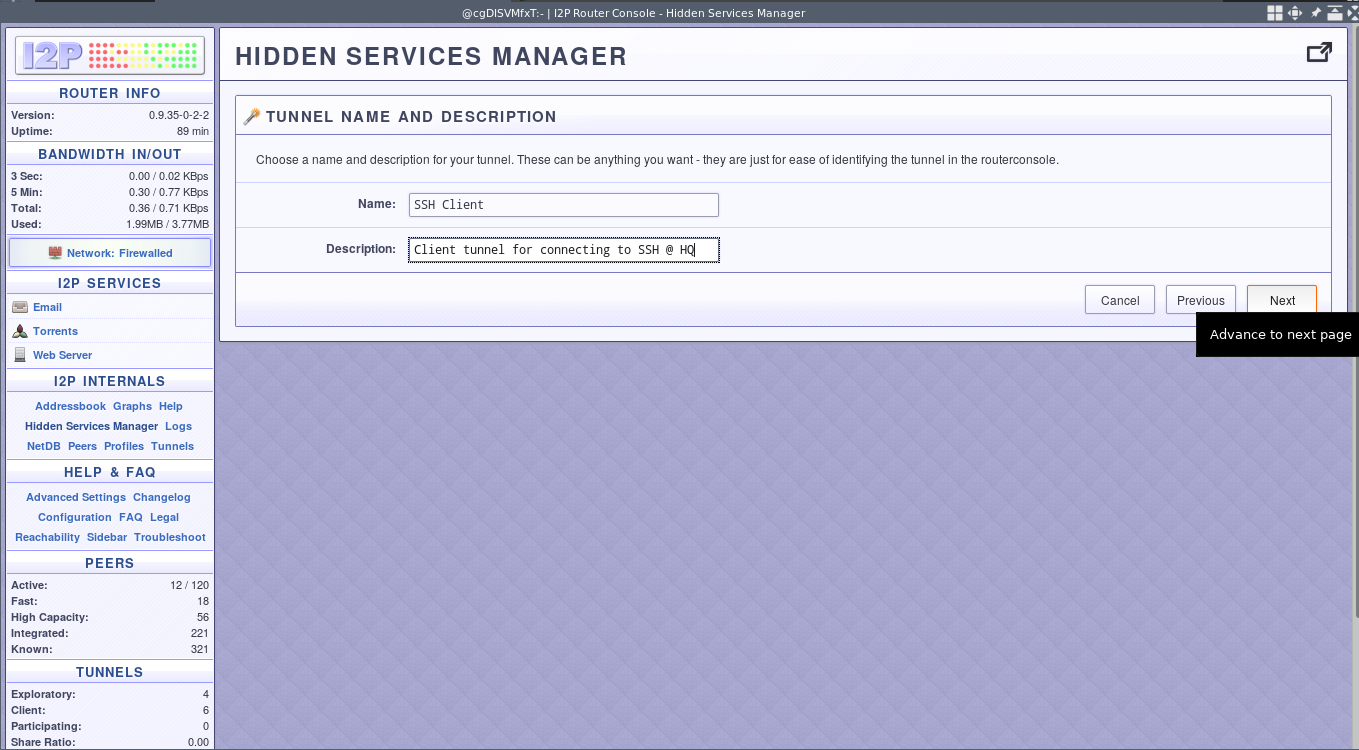 @cgDISVMfxT:- | I2P Router Console - Hidden Services Manager
I2P
ROUTER INFO
Version: 0.9.35-0-2-2
Uptime: 89 min
BANDWIDTH IN/OUT
3 Sec: 0.00 / 0.02 KBps
5 Min: 0.30 / 0.77 KBps
Total: 0.36 / 0.71 KBps
Used: 1.99MB / 3.77MB
Network: Firewalled
I2P SERVICES
Email
Torrents
Web Server
I2P INTERNALS
Addressbook Graphs Help
Hidden Services Manager Logs
NetDB Peers Profiles Tunnels
HELP & FAQ
Advanced Settings Changelog
Configuration FAQ Legal
Reachability Sidebar Troubleshoot
PEERS
Active: 12 / 120
Fast: 18
High Capacity: 56
Integrated: 221
Known: 321
TUNNELS
Exploratory: 4
Client: 6
Participating: 0
Share Ratio: 0.00
HIDDEN SERVICES MANAGER
TUNNEL NAME AND DESCRIPTION
Choose a name and description for your tunnel. These can be anything you want - they are just for ease of identifying the tunnel in the routerconsole.
Name: SSH Client
Description: Client tunnel for connecting to SSH @ HQ
Cancel Previous Next
Advance to next page